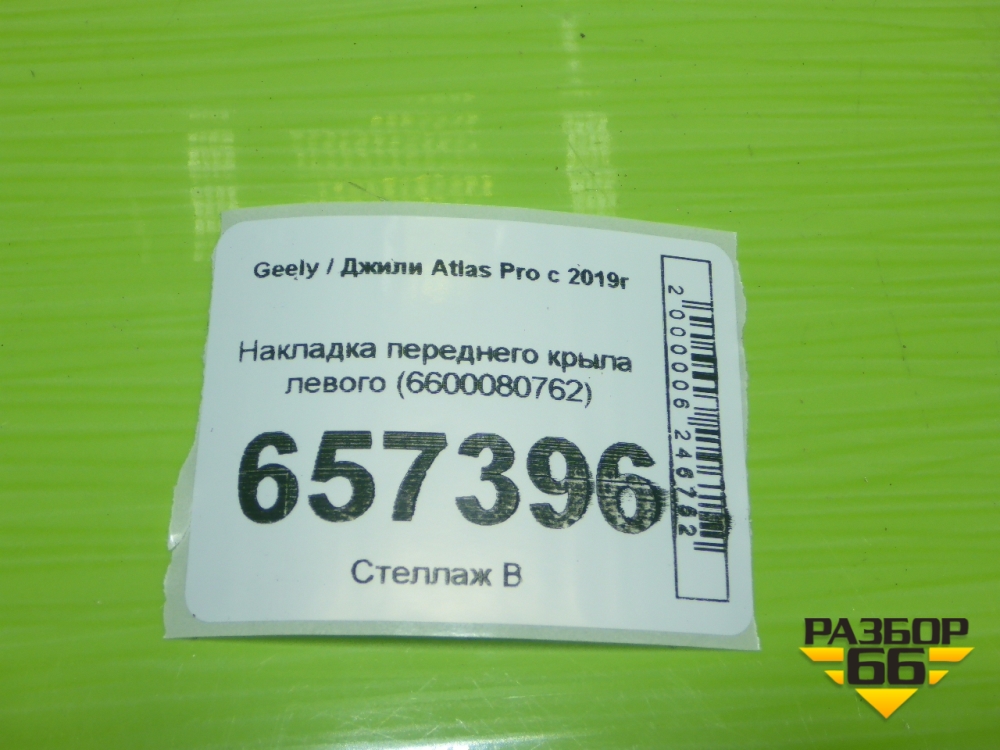 Geely / Джили Atlas Pro с 2019г
Накладка переднего крыла
левого (6600080762)
657396
Стеллаж В
2000006246762
РАЗБОР
66